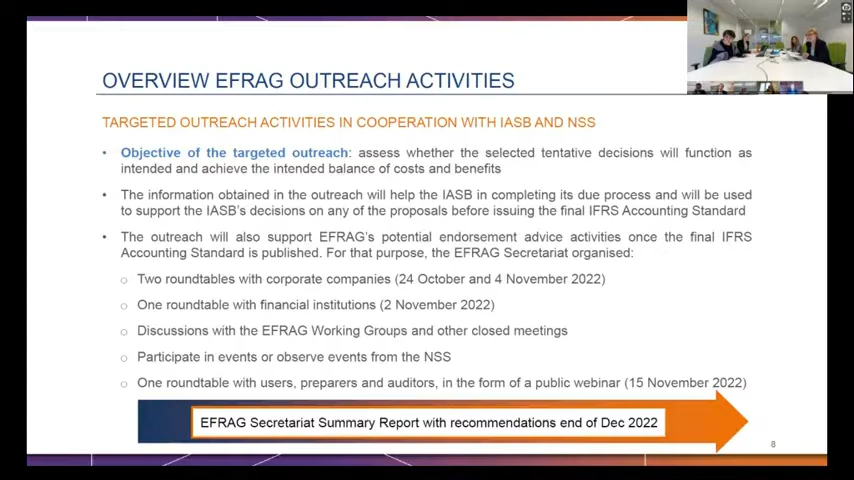 OVERVIEW EFRAG OUTREACH ACTIVITIES
TARGETED OUTREACH ACTIVITIES IN COOPERATION WITH IASB AND NSS
• Objective of the targeted outreach: assess whether the selected tentative decisions will function as
intended and achieve the intended balance of costs and benefits
• The information obtained in the outreach will help the IASB in completing its due process and will be used
to support the IASB's decisions on any of the proposals before issuing the final IFRS Accounting Standard
• The outreach will also support EFRAG's potential endorsement advice activities once the final IFRS
Accounting Standard is published. For that purpose, the EFRAG Secretariat organised:
○ Two roundtables with corporate companies (24 October and 4 November 2022)
○ One roundtable with financial institutions (2 November 2022)
○ Discussions with the EFRAG Working Groups and other closed meetings
○ Participate in events or observe events from the NSS
○ One roundtable with users, preparers and auditors, in the form of a public webinar (15 November 2022)
EFRAG Secretariat Summary Report with recommendations end of Dec 2022
8